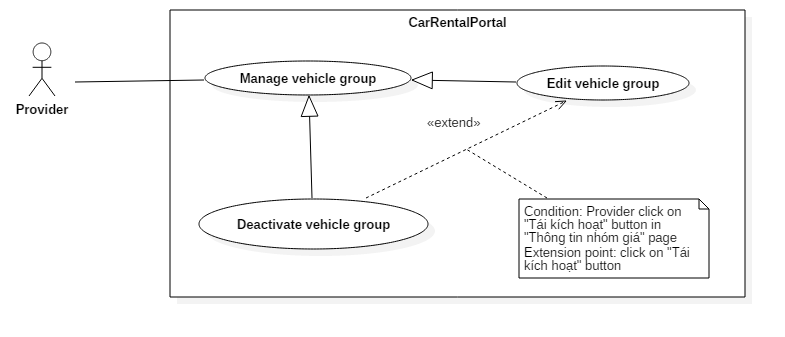 CarRentalPortal
Provider
Manage vehicle group
Edit vehicle group
«extend»
Deactivate vehicle group
Condition: Provider click on
"Tái kích hoạt" button in
"Thông tin nhóm giá" page
Extension point: click on "Tái
kích hoạt" button